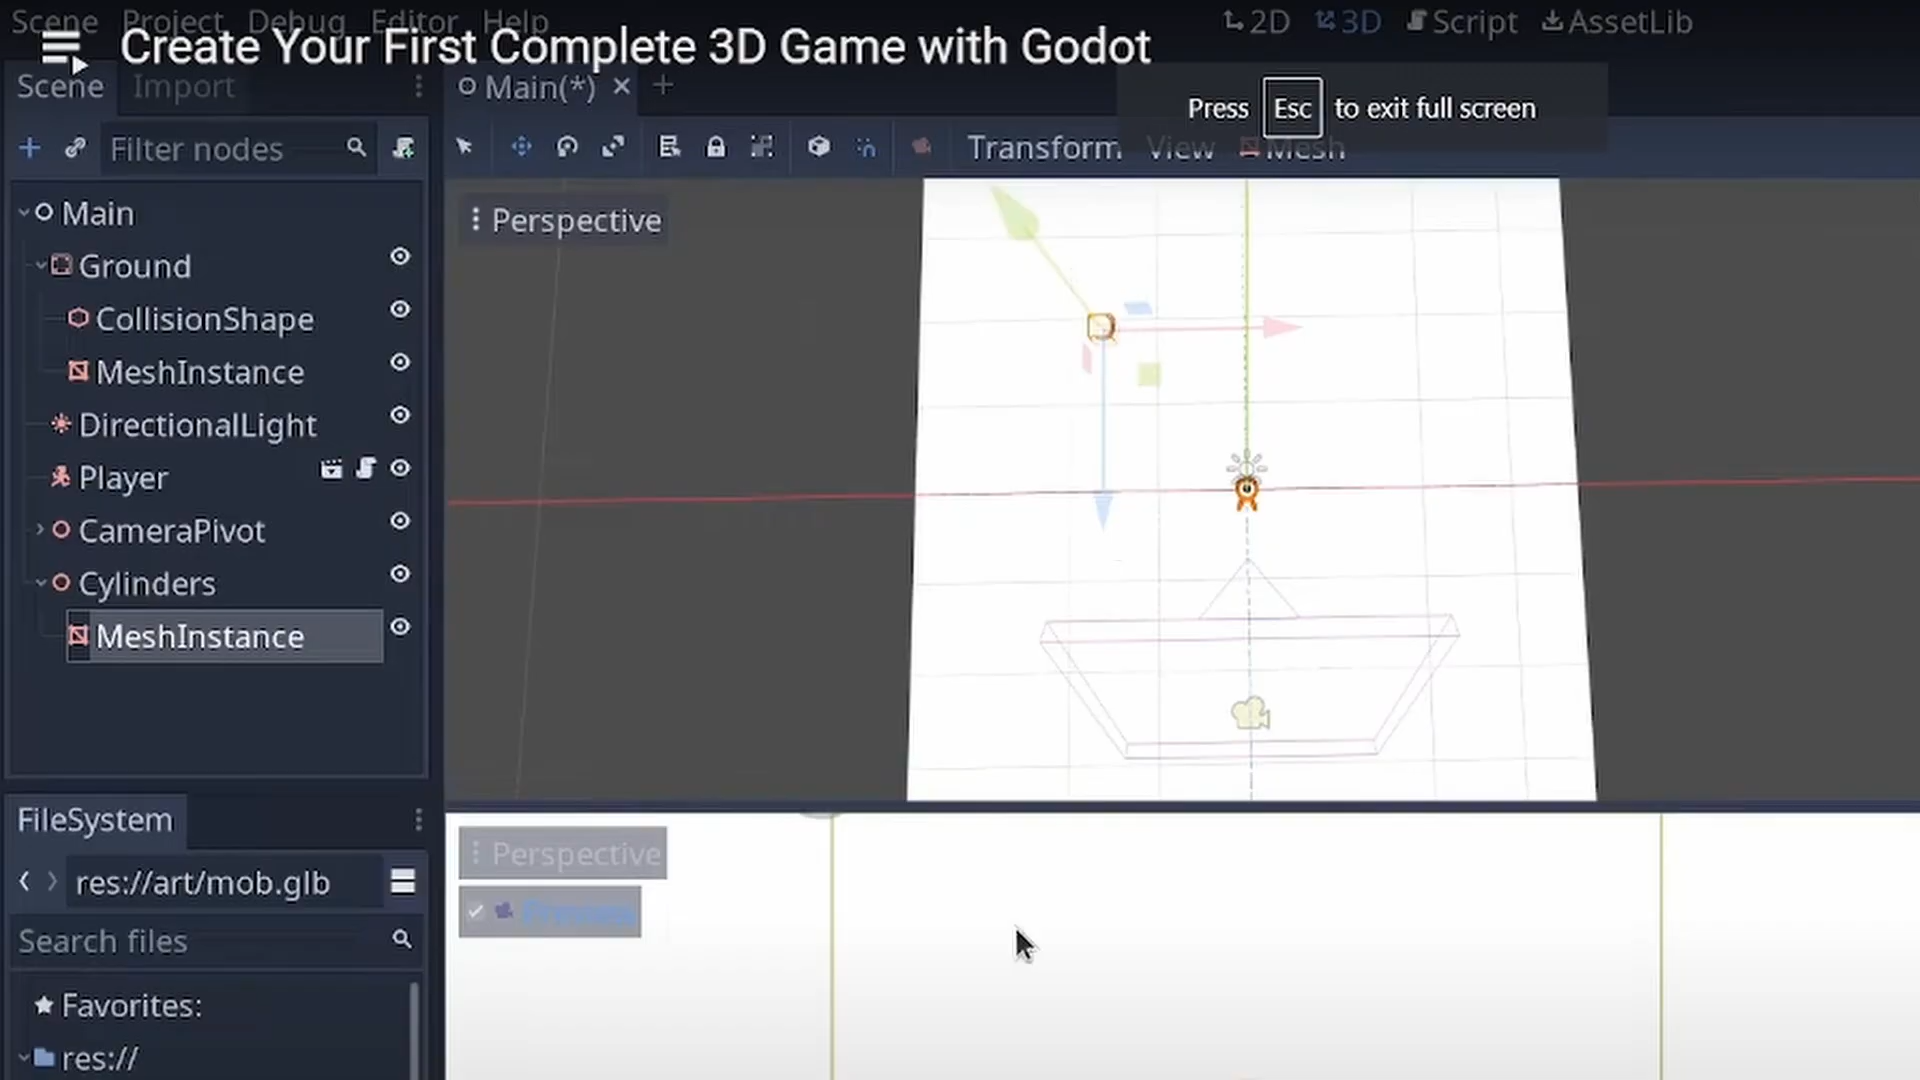 Scene Project Debug Editor Help
2D 3D Script AssetLib
Create Your First Complete 3D Game with Godot
Scene Import
Main(*)
Press Esc to exit full screen
Filter nodes
Transform View Mesh
Main
Perspective
Ground
CollisionShape
MeshInstance
DirectionalLight
Player
CameraPivot
Cylinders
MeshInstance
FileSystem
Perspective
res://art/mob.glb
Preview
Search files
Favorites:
res://